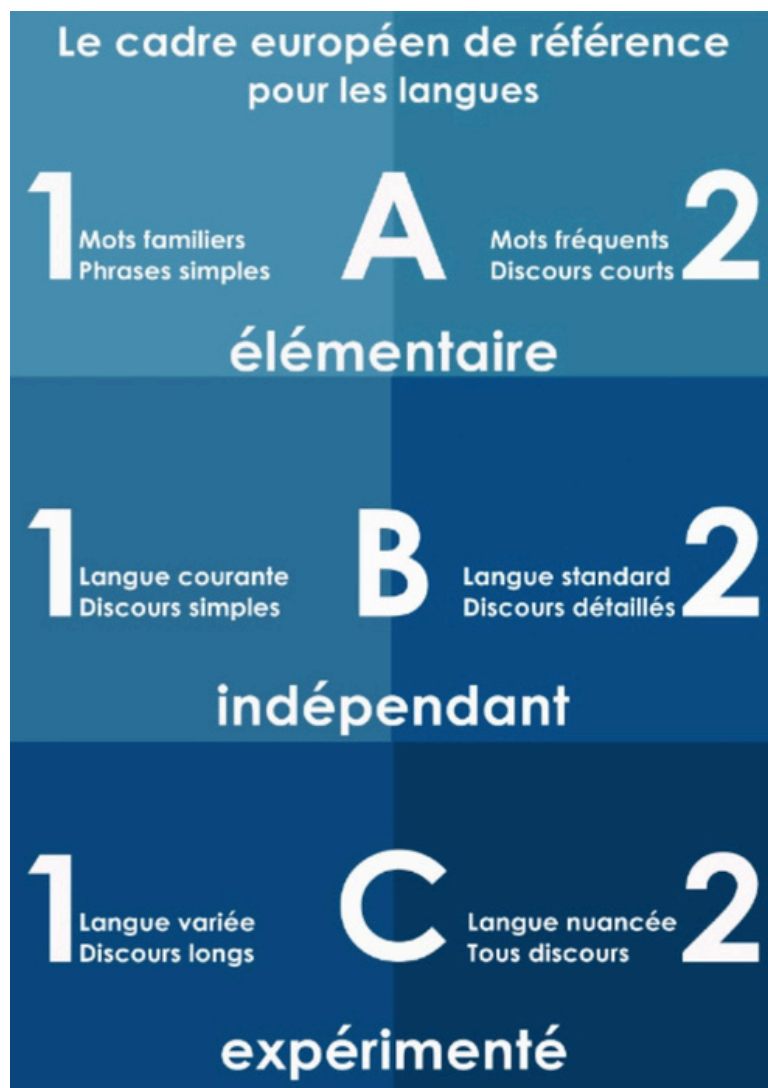 Le cadre européen de référence
pour les langues
1 A 2
Mots familiers
Phrases simples
Mots fréquents
Discours courts
élémentaire
1 B 2
Langue courante
Discours simples
Langue standard
Discours détaillés
indépendant
1 C 2
Langue variée
Discours longs
Langue nuancée
Tous discours
expérimenté